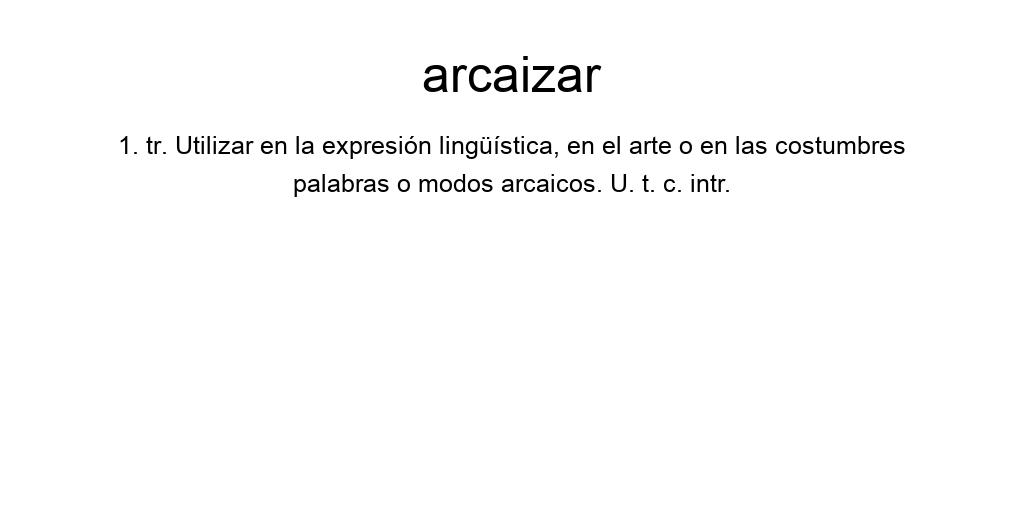 arcaizar
1. tr. Utilizar en la expresión lingüística, en el arte o en las costumbres
palabras o modos arcaicos. U. t. c. intr.